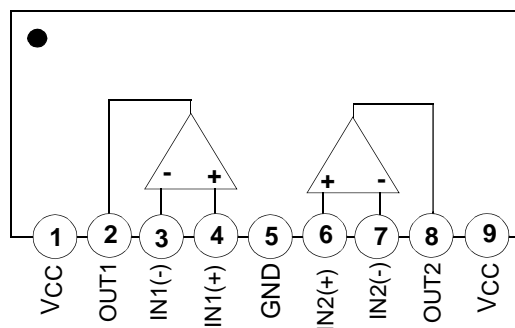 - + + -
1 2 3 4 5 6 7 8 9
VCC OUT1 IN1(-) IN1(+) GND IN2(+) IN2(-) OUT2 VCC